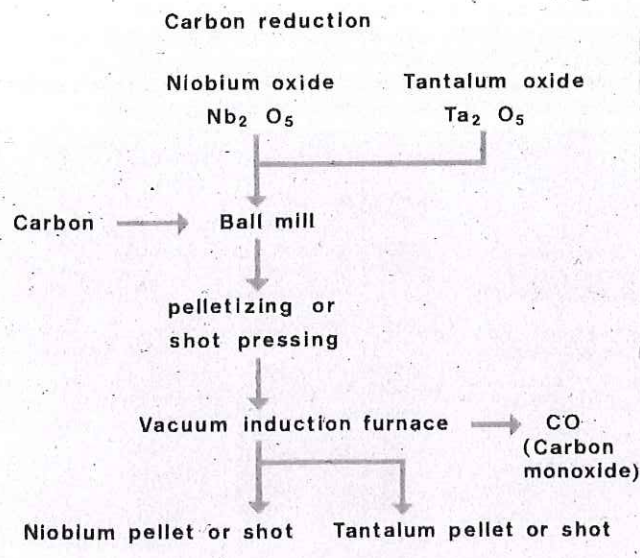 Carbon reduction
Niobium oxide
Nb₂ O₅
Tantalum oxide
Ta₂ O₅
Carbon
Ball mill
pelletizing or
shot pressing
Vacuum induction furnace
CO
(Carbon
monoxide)
Niobium pellet or shot
Tantalum pellet or shot